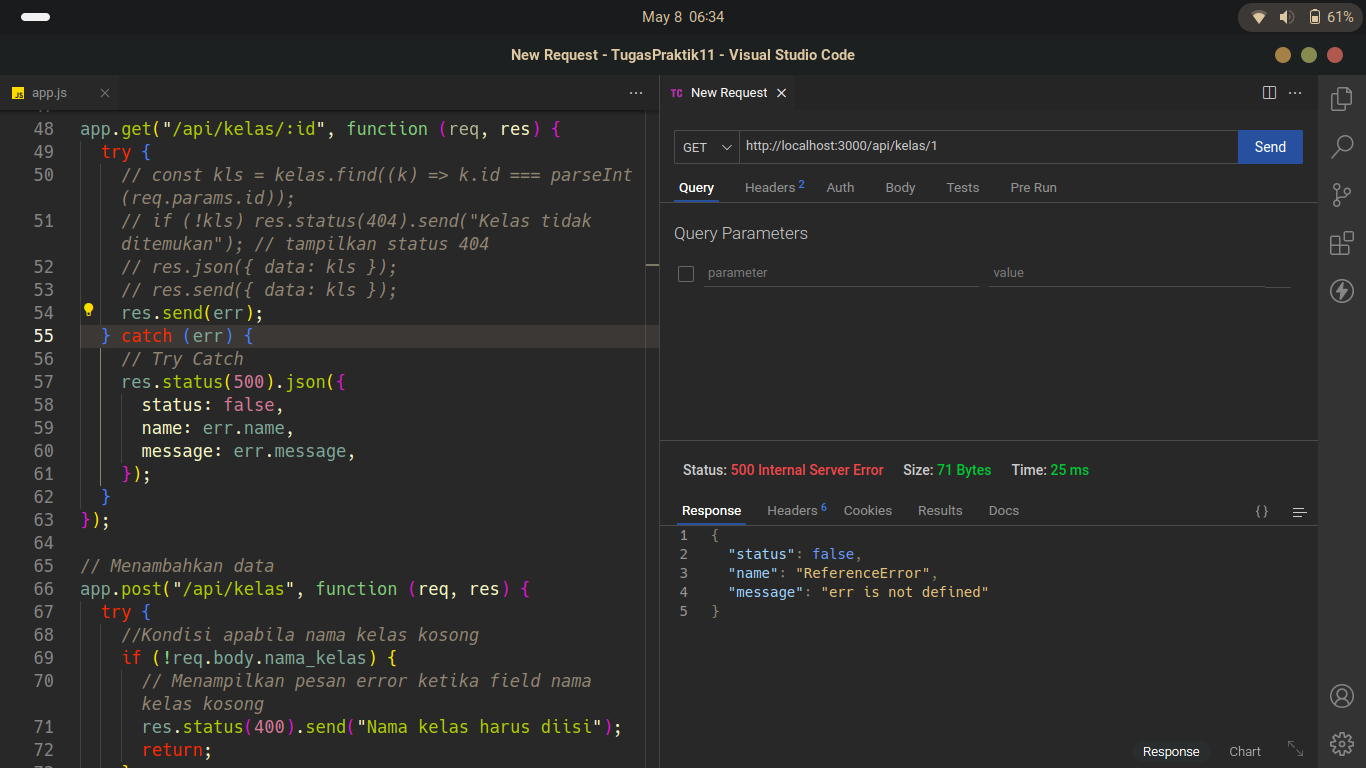 May 8 06:34
61%
New Request - TugasPraktik11 - Visual Studio Code
JS app.js
48 app.get("/api/kelas/:id", function (req, res) {
49 try {
50 // const kls = kelas.find((k) => k.id === parseInt
(req.params.id));
51 // if (!kls) res.status(404).send("Kelas tidak
ditemukan"); // tampilkan status 404
52 // res.json({ data: kls });
53 // res.send({ data: kls });
54 res.send(err);
55 } catch (err) {
56 // Try Catch
57 res.status(500).json({
58 status: false,
59 name: err.name,
60 message: err.message,
61 });
62 }
63 });
64
65 // Menambahkan data
66 app.post("/api/kelas", function (req, res) {
67 try {
68 //Kondisi apabila nama kelas kosong
69 if (!req.body.nama_kelas) {
70 // Menampilkan pesan error ketika field nama
kelas kosong
71 res.status(400).send("Nama kelas harus diisi");
72 return;
TC New Request
GET http://localhost:3000/api/kelas/1 Send
Query Headers 2 Auth Body Tests Pre Run
Query Parameters
parameter value
Status: 500 Internal Server Error Size: 71 Bytes Time: 25 ms
Response Headers 6 Cookies Results Docs {}
1 {
2 "status": false,
3 "name": "ReferenceError",
4 "message": "err is not defined"
5 }
Response Chart